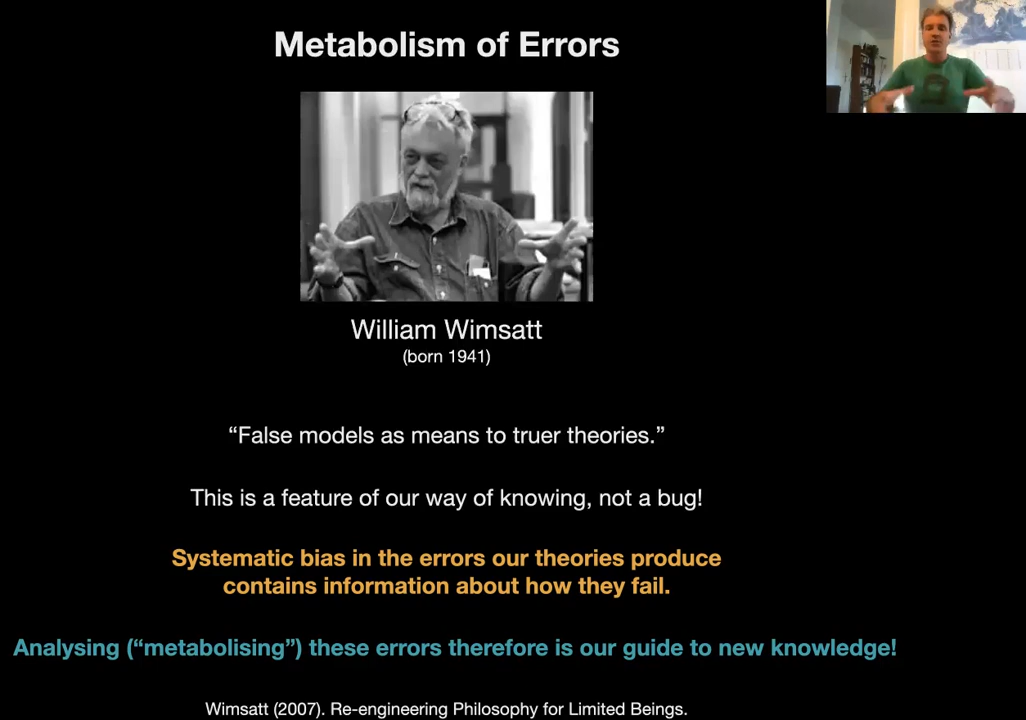 Metabolism of Errors
William Wimsatt
(born 1941)
“False models as means to truer theories.”
This is a feature of our way of knowing, not a bug!
Systematic bias in the errors our theories produce
contains information about how they fail.
Analysing (“metabolising”) these errors therefore is our guide to new knowledge!
Wimsatt (2007). Re-engineering Philosophy for Limited Beings.